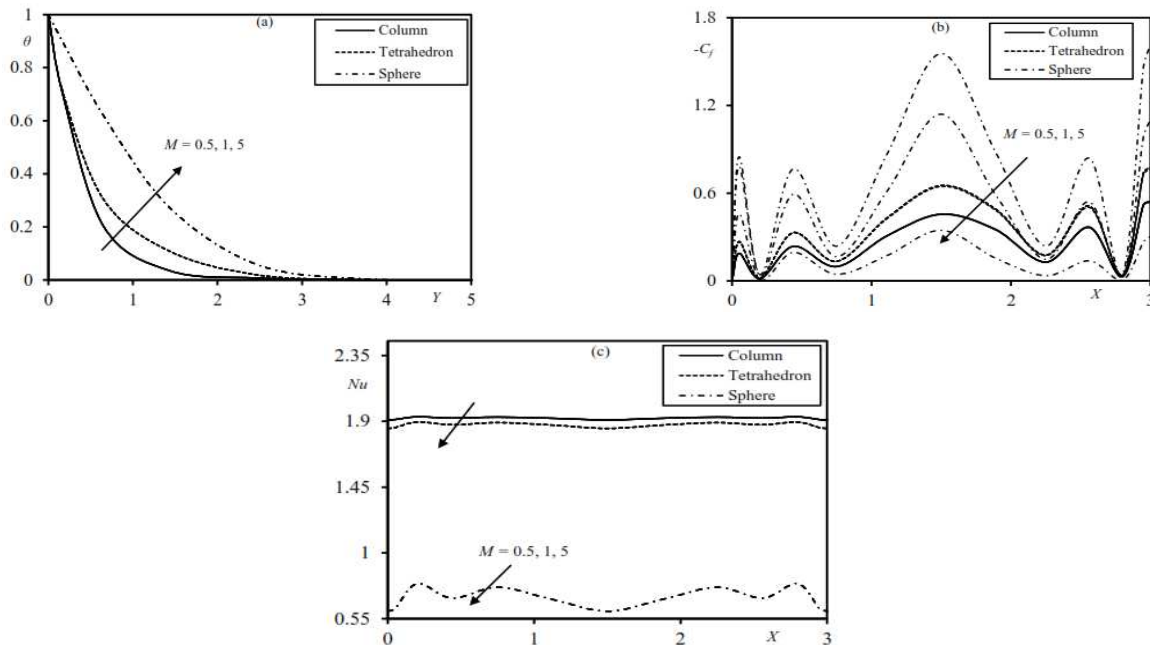 (a)
1
θ
0.8
0.6
0.4
0.2
0
Column
Tetrahedron
Sphere
M = 0.5, 1, 5
0 1 2 Y 3 4 5
(b)
1.8
-Cf
1.2
0.6
0
Column
Tetrahedron
Sphere
M = 0.5, 1, 5
0 1 2 X 3
(c)
2.35
Nu
1.9
1.45
1
0.55
Column
Tetrahedron
Sphere
M = 0.5, 1, 5
0 1 2 X 3